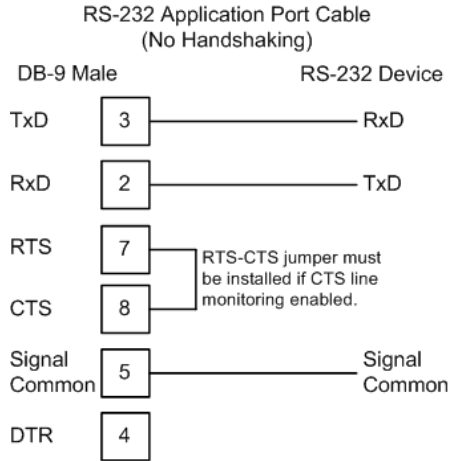 RS-232 Application Port Cable
(No Handshaking)
DB-9 Male RS-232 Device
TxD 3 RxD
RxD 2 TxD
RTS 7
RTS-CTS jumper must
be installed if CTS line
monitoring enabled.
CTS 8
Signal
Common 5 Signal
Common
DTR 4